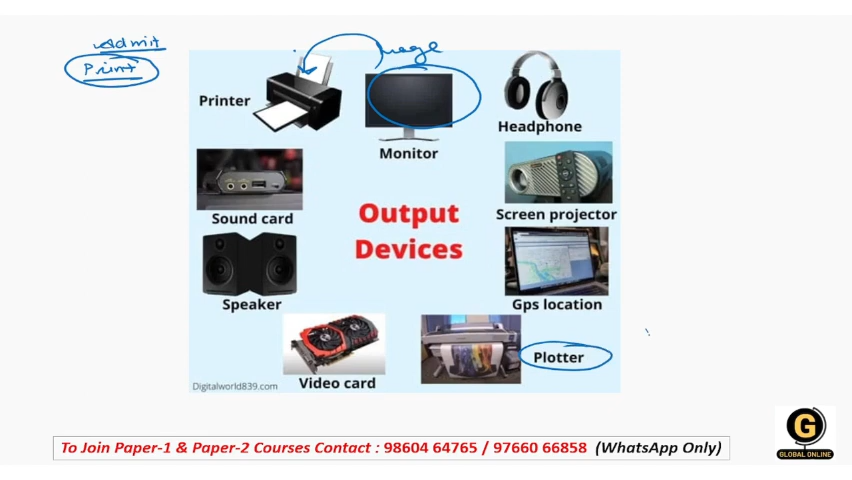 Admit
Print
Image
Printer
Monitor
Headphone
Sound card
Output
Devices
Screen projector
Speaker
Gps location
Video card
Plotter
Digitalworld839.com
To Join Paper-1 & Paper-2 Courses Contact : 98604 64765 / 97660 66858 (WhatsApp Only)
G
GLOBAL ONLINE